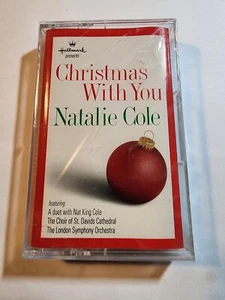 Hallmark
presents
Christmas
With You
Natalie Cole
featuring:
A duet with Nat King Cole
The Choir of St. Davids Cathedral
The London Symphony Orchestra